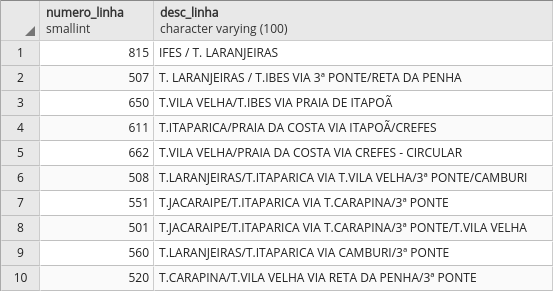 numero_linha desc_linha
smallint character varying (100)
1 815 IFES / T. LARANJEIRAS
2 507 T. LARANJEIRAS / T.IBES VIA 3ª PONTE/RETA DA PENHA
3 650 T.VILA VELHA/T.IBES VIA PRAIA DE ITAPOÃ
4 611 T.ITAPARICA/PRAIA DA COSTA VIA ITAPOÃ/CREFES
5 662 T.VILA VELHA/PRAIA DA COSTA VIA CREFES - CIRCULAR
6 508 T.LARANJEIRAS/T.ITAPARICA VIA T.VILA VELHA/3ª PONTE/CAMBURI
7 551 T.JACARAIPE/T.ITAPARICA VIA T.CARAPINA/3ª PONTE
8 501 T.JACARAIPE/T.ITAPARICA VIA T.CARAPINA/3ª PONTE/T.VILA VELHA
9 560 T.LARANJEIRAS/T.ITAPARICA VIA CAMBURI/3ª PONTE
10 520 T.CARAPINA/T.VILA VELHA VIA RETA DA PENHA/3ª PONTE